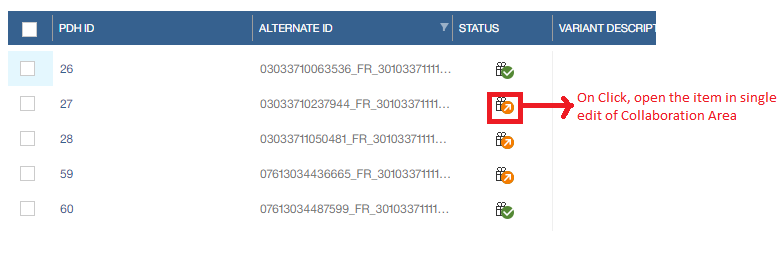 PDH ID ALTERNATE ID STATUS VARIANT DESCRIPT
26 03033710063536_FR_30103371111...
27 03033710237944_FR_30103371111...
On Click, open the item in single
edit of Collaboration Area
28 03033711050481_FR_30103371111...
59 07613034436665_FR_30103371111...
60 07613034487599_FR_30103371111...